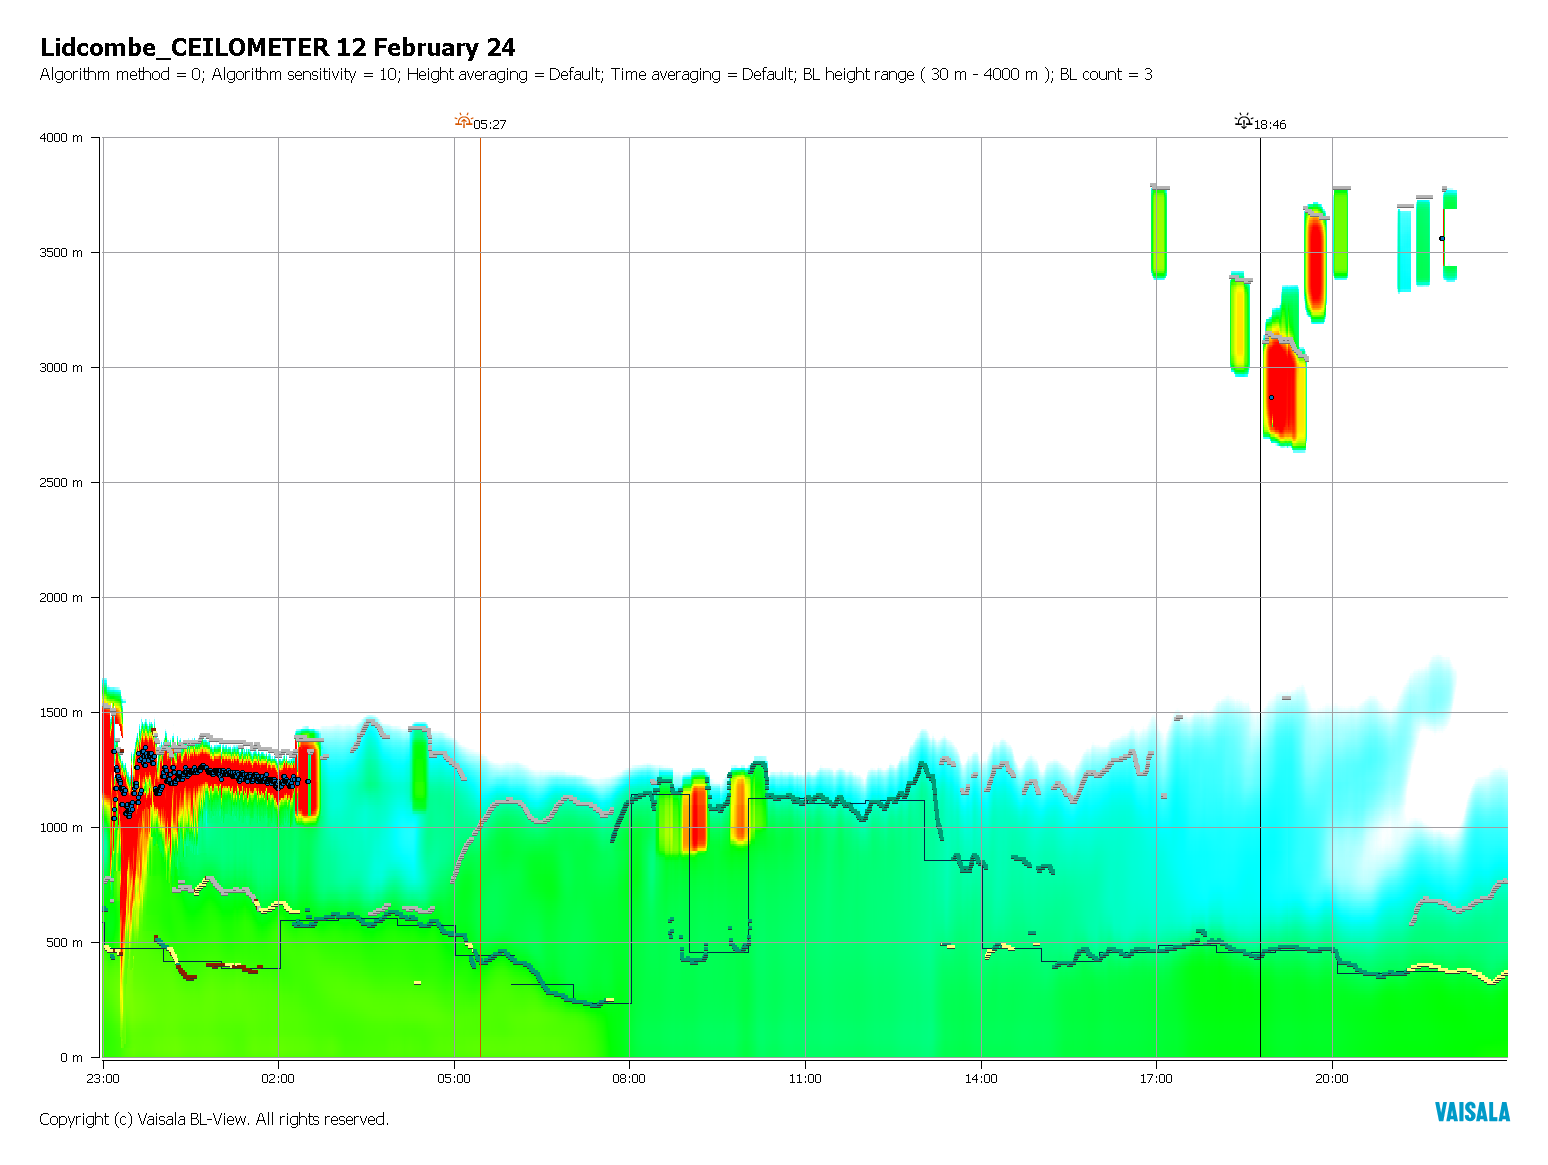 Lidcombe_CEILOMETER 12 February 24
Algorithm method = 0; Algorithm sensitivity = 10; Height averaging = Default; Time averaging = Default; BL height range ( 30 m - 4000 m ); BL count = 3
05:27
18:46
4000 m
3500 m
3000 m
2500 m
2000 m
1500 m
1000 m
500 m
0 m
23:00
02:00
05:00
08:00
11:00
14:00
17:00
20:00
Copyright (c) Vaisala BL-View. All rights reserved.
VAISALA